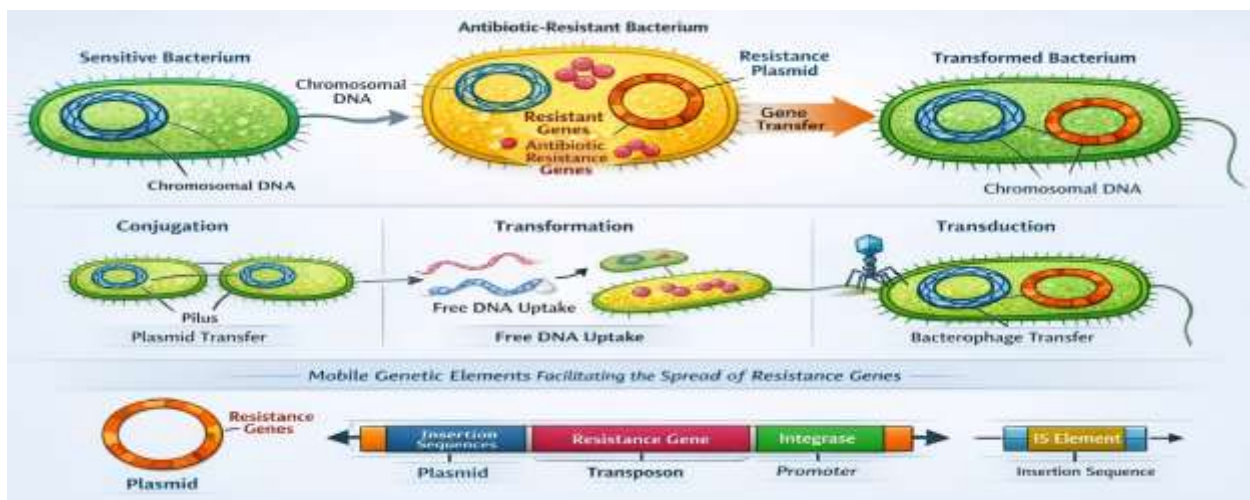 Antibiotic-Resistant Bacterium
Sensitive Bacterium
Resistance
Plasmid
Transformed Bacterium
Chromosomal
DNA
Resistant
Genes
Antibiotic
Resistance
Genes
Gene
Transfer
Chromosomal DNA
Chromosomal DNA
Conjugation
Transformation
Transduction
Pilus
Plasmid Transfer
Free DNA Uptake
Free DNA Uptake
Bacterophage Transfer
Mobile Genetic Elements Facilitating the Spread of Resistance Genes
Resistance
Genes
Plasmid
Insertion
Sequences
Resistance Gene
Integrase
Plasmid
Transposon
Promoter
IS Element
Insertion Sequence